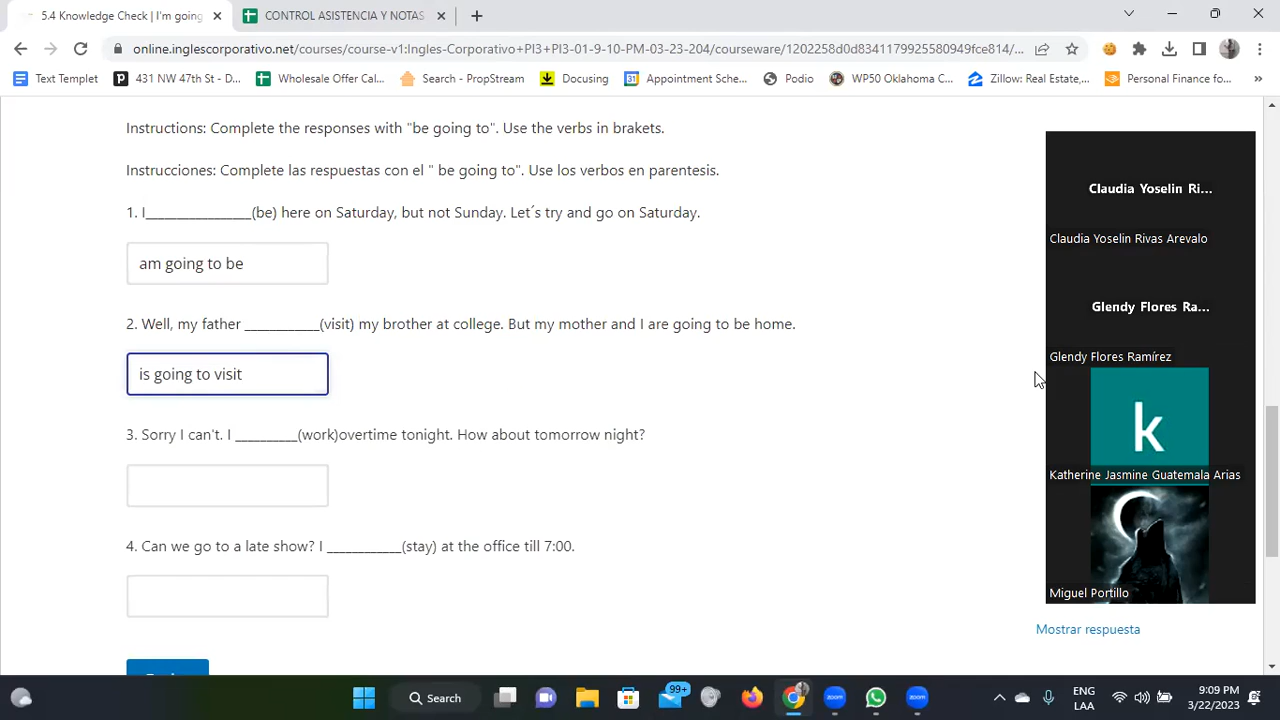 5.4 Knowledge Check | I'm going
CONTROL ASISTENCIA Y NOTAS
online.inglescorporativo.net/courses/course-v1:Ingles-Corporativo+PI3+PI3-01-9-10-PM-03-23-204/courseware/1202258d0d8341179925580949fce814/...
Text Templet
431 NW 47th St - D...
Wholesale Offer Cal...
Search - PropStream
Docusing
Appointment Sche...
Podio
WP50 Oklahoma C...
Zillow: Real Estate,...
Personal Finance fo...
Instructions: Complete the responses with "be going to". Use the verbs in brakets.
Instrucciones: Complete las respuestas con el " be going to". Use los verbos en parentesis.
1. I________________(be) here on Saturday, but not Sunday. Let´s try and go on Saturday.
am going to be
2. Well, my father ___________(visit) my brother at college. But my mother and I are going to be home.
is going to visit
3. Sorry I can't. I _________(work)overtime tonight. How about tomorrow night?
4. Can we go to a late show? I ___________(stay) at the office till 7:00.
Claudia Yoselin Ri...
Claudia Yoselin Rivas Arevalo
Glendy Flores Ra...
Glendy Flores Ramírez
k
Katherine Jasmine Guatemala Arias
Miguel Portillo
Mostrar respuesta
Search
99+
zoom
zoom
ENG
LAA
9:09 PM
3/22/2023